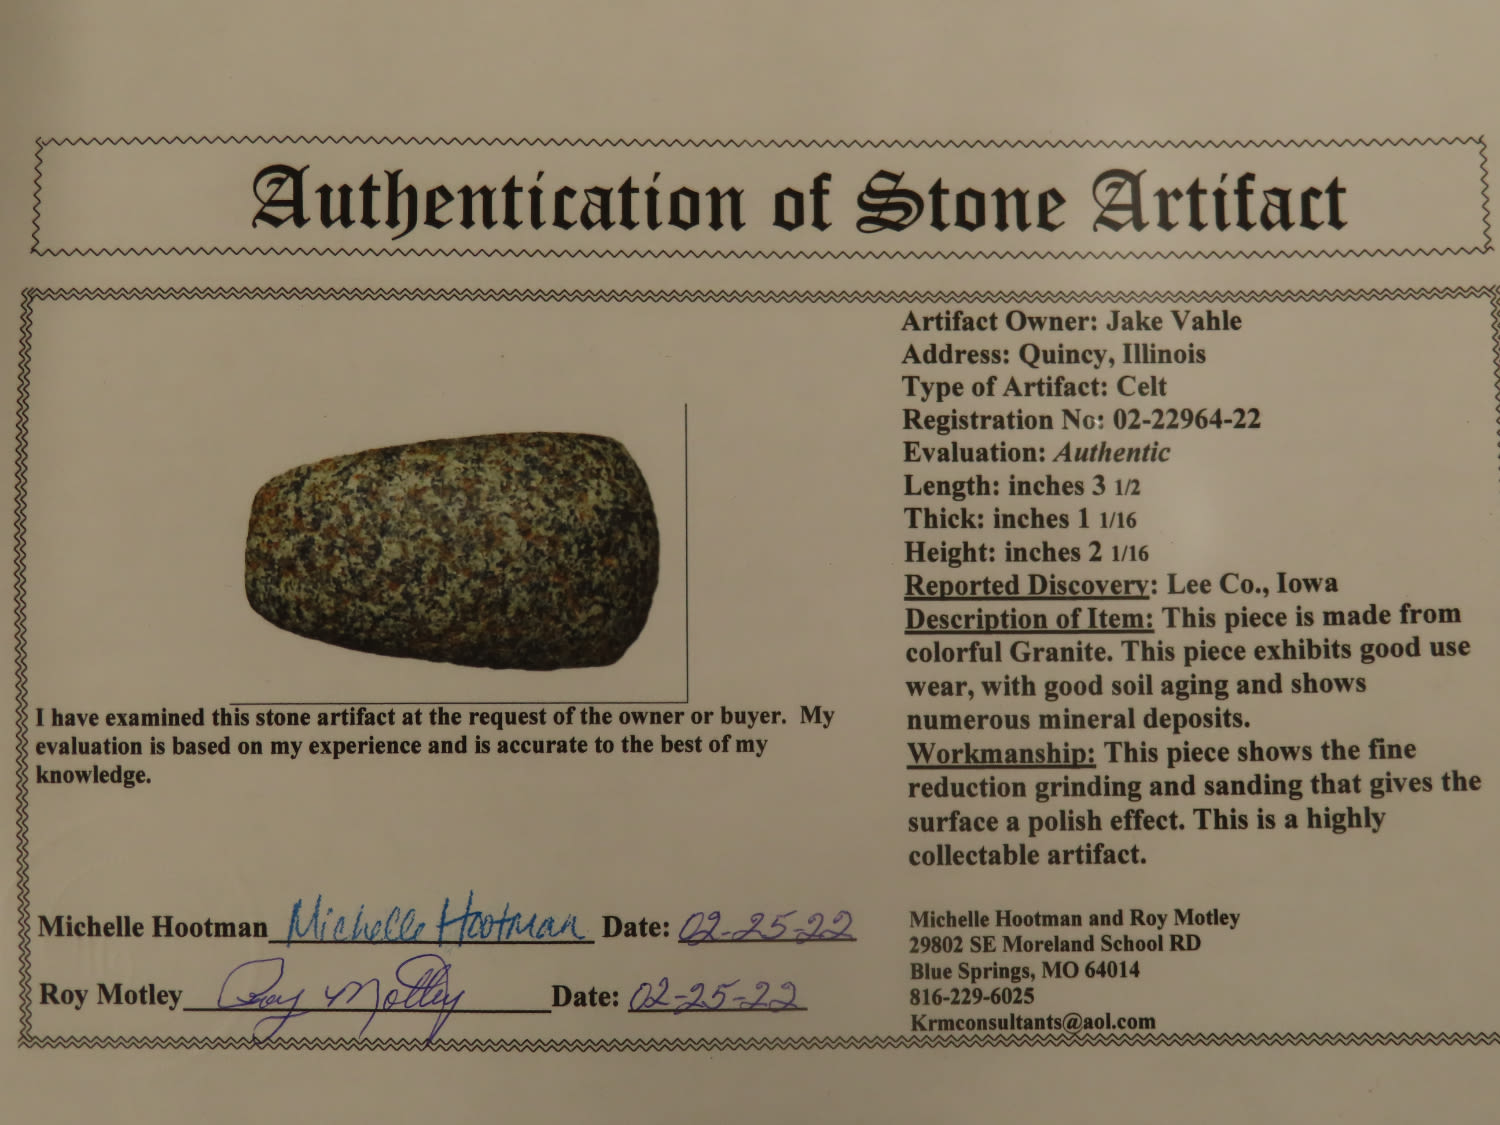 Authentication of Stone Artifact
Artifact Owner: Jake Vahle
Address: Quincy, Illinois
Type of Artifact: Celt
Registration No: 02-22964-22
Evaluation: Authentic
Length: inches 3 1/2
Thick: inches 1 1/16
Height: inches 2 1/16
Reported Discovery: Lee Co., Iowa
Description of Item: This piece is made from
colorful Granite. This piece exhibits good use
wear, with good soil aging and shows
numerous mineral deposits.
Workmanship: This piece shows the fine
reduction grinding and sanding that gives the
surface a polish effect. This is a highly
collectable artifact.
I have examined this stone artifact at the request of the owner or buyer. My
evaluation is based on my experience and is accurate to the best of my
knowledge.
Michelle Hootman Michelle Hootman Date: 02-25-22
Roy Motley Roy Motley Date: 02-25-22
Michelle Hootman and Roy Motley
29802 SE Moreland School RD
Blue Springs, MO 64014
816-229-6025
Krmconsultants@aol.com